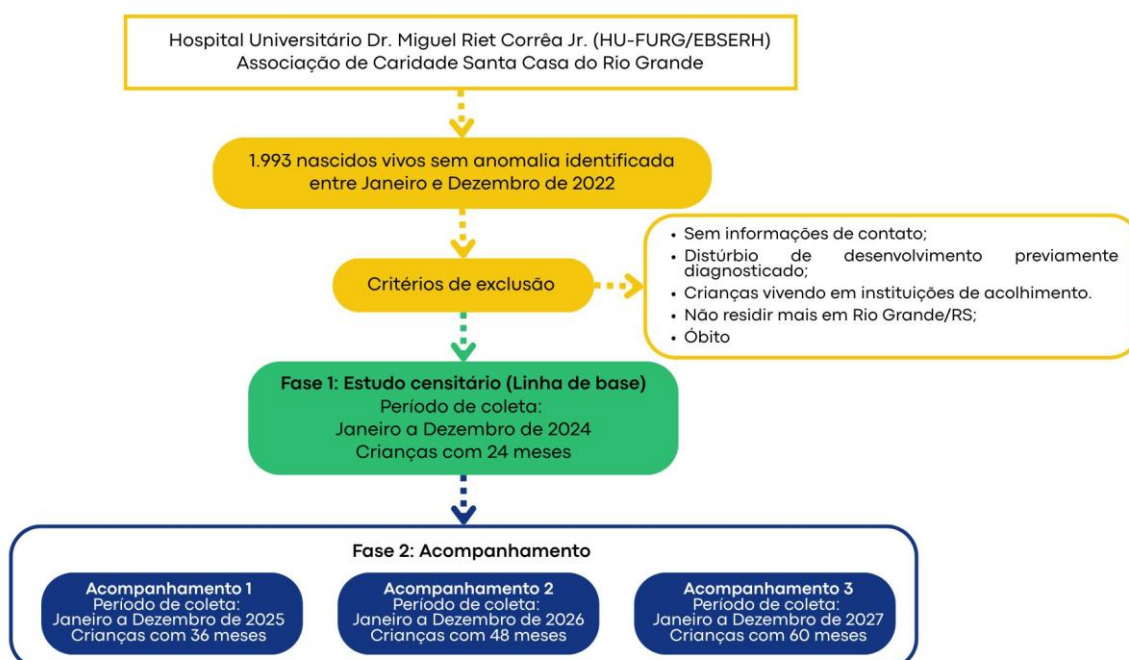 Hospital Universitário Dr. Miguel Riet Corrêa Jr. (HU-FURG/EBSERH)
Associação de Caridade Santa Casa do Rio Grande
1.993 nascidos vivos sem anomalia identificada
entre Janeiro e Dezembro de 2022
Critérios de exclusão
• Sem informações de contato;
• Distúrbio de desenvolvimento previamente
diagnosticado;
• Crianças vivendo em instituições de acolhimento.
• Não residir mais em Rio Grande/RS;
• Óbito
Fase 1: Estudo censitário (Linha de base)
Período de coleta:
Janeiro a Dezembro de 2024
Crianças com 24 meses
Fase 2: Acompanhamento
Acompanhamento 1
Período de coleta:
Janeiro a Dezembro de 2025
Crianças com 36 meses
Acompanhamento 2
Período de coleta:
Janeiro a Dezembro de 2026
Crianças com 48 meses
Acompanhamento 3
Período de coleta:
Janeiro a Dezembro de 2027
Crianças com 60 meses